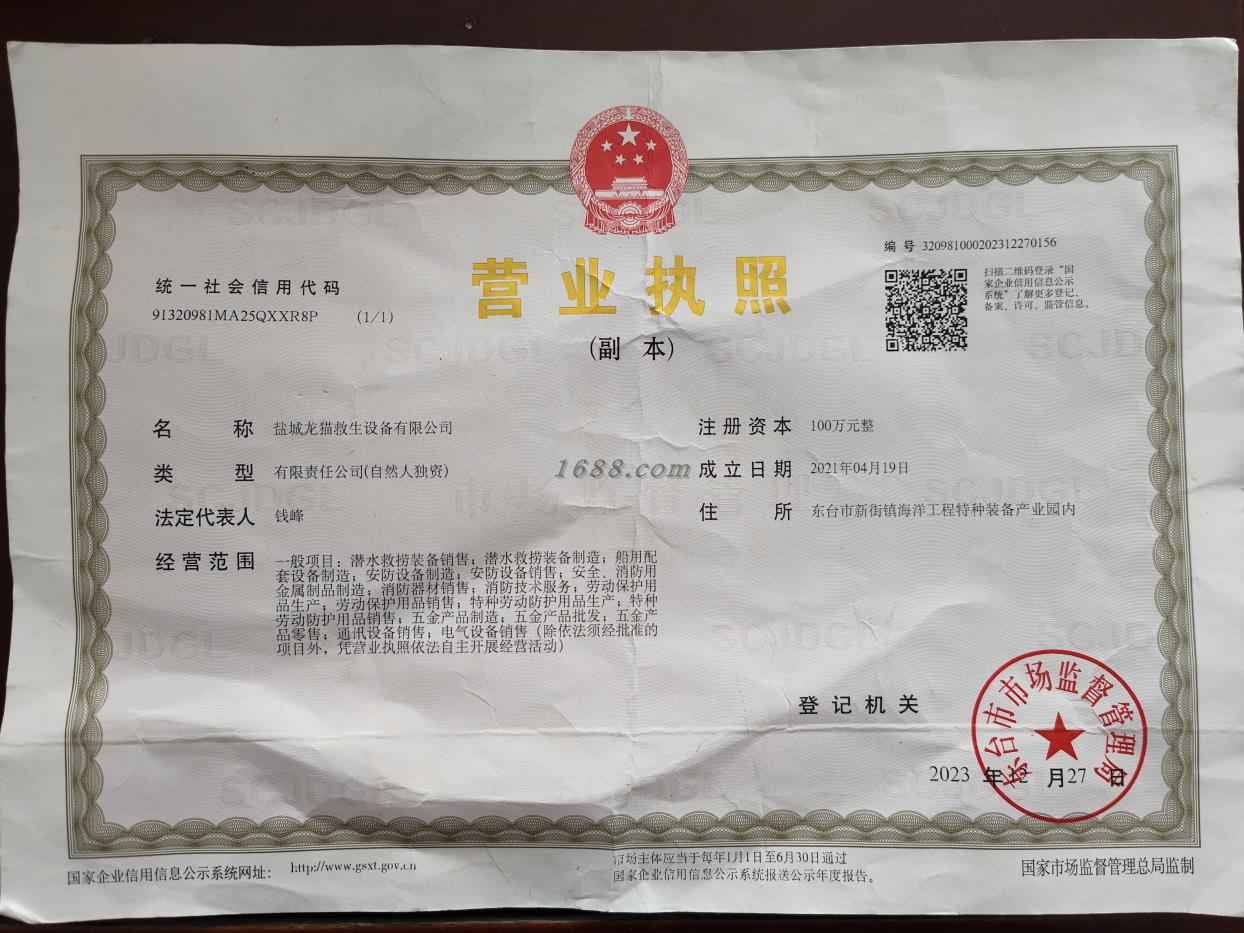 编 号 320981000202312270156
统一社会信用代码
91320981MA25QXXR8P (1/1)
营业执照
(副 本)
扫描二维码登录“国
家企业信用信息公示
系统”了解更多登记、
备案、许可、监管信息。
名 称 盐城龙猫救生设备有限公司
类 型 有限责任公司(自然人独资)
法定代表人 钱峰
经营范围 一般项目：潜水救捞装备销售；潜水救捞装备制造；船用配
套设备制造；安防设备制造；安防设备销售；安全、消防用
金属制品制造；消防器材销售；消防技术服务；劳动保护用
品生产；劳动保护用品销售；特种劳动防护用品生产；特种
劳动防护用品销售；五金产品制造；五金产品批发；五金产
品零售；通讯设备销售；电气设备销售（除依法须经批准的
项目外，凭营业执照依法自主开展经营活动）
注册资本 100万元整
1688.com
成立日期 2021年04月19日
住 所 东台市新街镇海洋工程特种装备产业园内
登记机关
东台市市场监督管理局
2023 年 12 月 27 日
国家企业信用信息公示系统网址： http://www.gsxt.gov.cn
市场主体应当于每年1月1日至6月30日通过
国家企业信用信息公示系统报送公示年度报告。
国家市场监督管理总局监制
SCJDGL